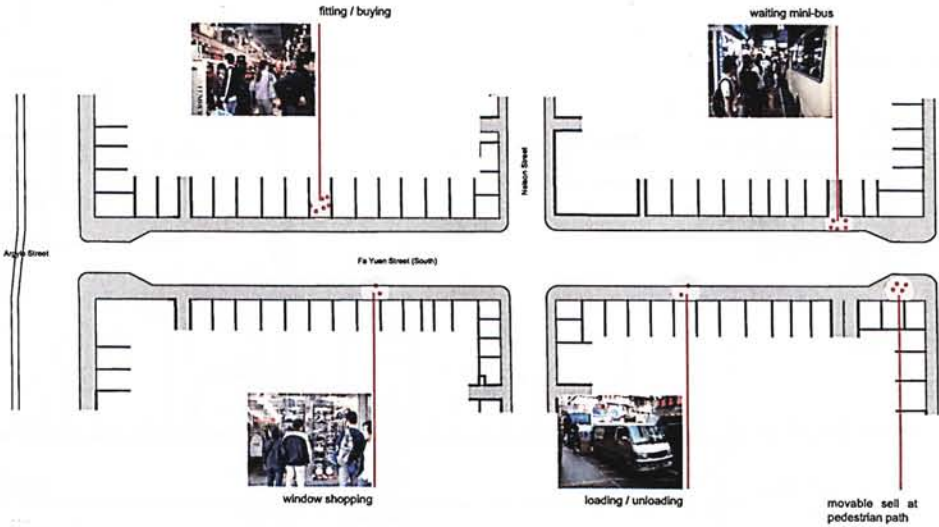 fitting / buying
waiting mini-bus
Nelson Street
Argyle Street
Fa Yuen Street (South)
window shopping
loading / unloading
movable sell at
pedestrian path